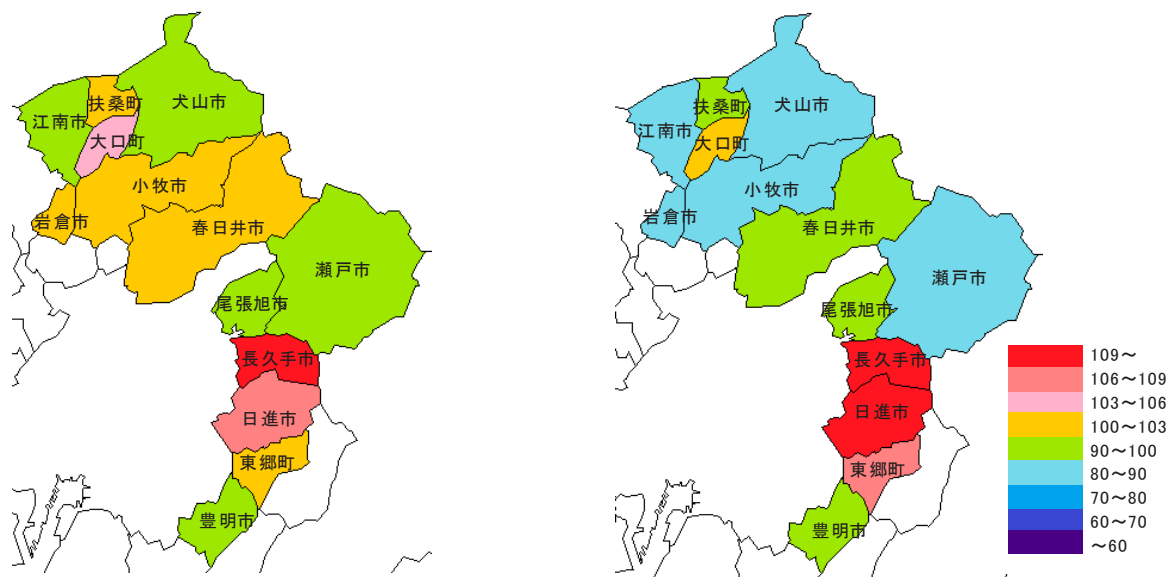 犬山市
扶桑町
江南市
大口町
小牧市
岩倉市
春日井市
瀬戸市
尾張旭市
長久手市
日進市
東郷町
豊明市
犬山市
扶桑町
江南市
大口町
小牧市
岩倉市
春日井市
瀬戸市
尾張旭市
長久手市
日進市
東郷町
豊明市
109～
106～109
103～106
100～103
90～100
80～90
70～80
60～70
～60